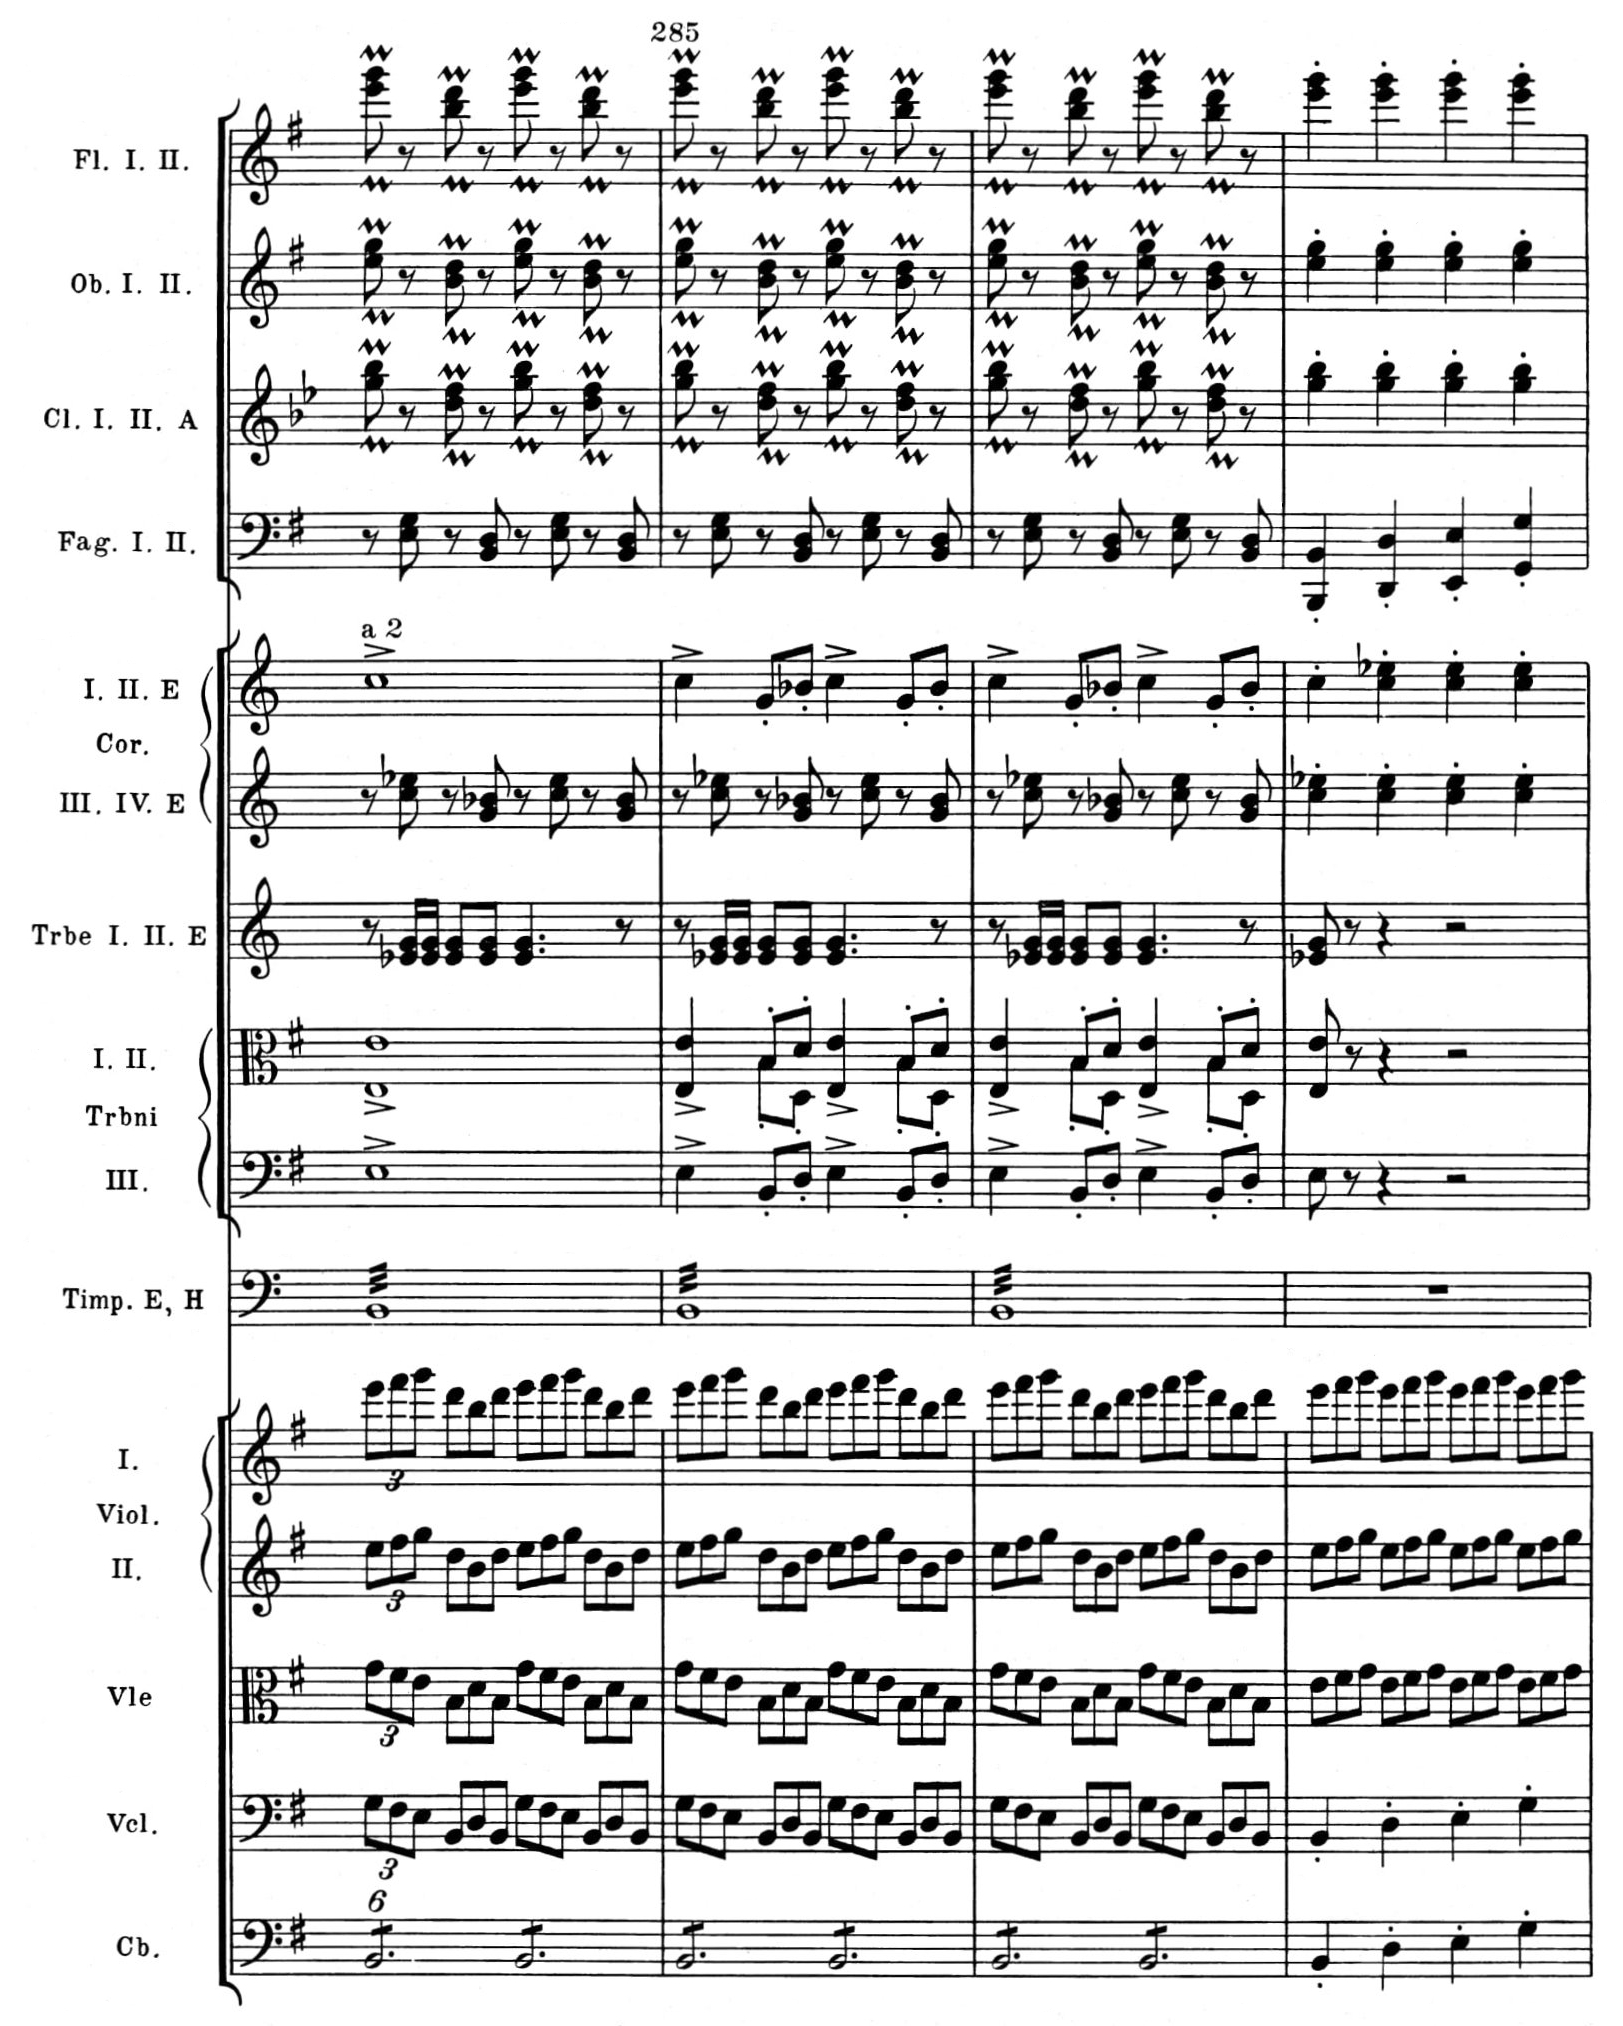 285
Fl. I. II.
Ob. I. II.
Cl. I. II. A
Fag. I. II.
a 2
I. II. E
Cor.
III. IV. E
Trbe I. II. E
I. II.
Trbni
III.
Timp. E, H
3
I.
Viol.
3
II.
3
Vle
3
Vcl.
6
Cb.